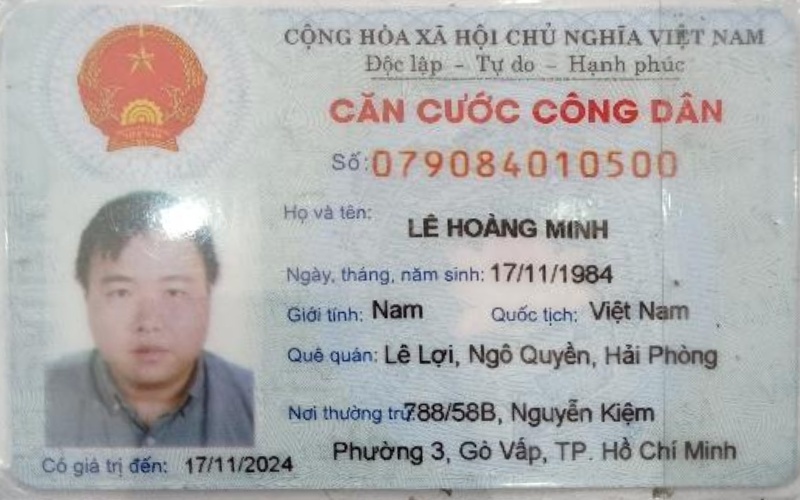 CỘNG HÒA XÃ HỘI CHỦ NGHĨA VIỆT NAM
Độc lập - Tự do - Hạnh phúc
CĂN CƯỚC CÔNG DÂN
Số: 079084010500
Họ và tên: LÊ HOÀNG MINH
Ngày, tháng, năm sinh: 17/11/1984
Giới tính: Nam Quốc tịch: Việt Nam
Quê quán: Lê Lợi, Ngô Quyền, Hải Phòng
Nơi thường trú: 788/58B, Nguyễn Kiệm
Phường 3, Gò Vấp, TP. Hồ Chí Minh
Có giá trị đến: 17/11/2024